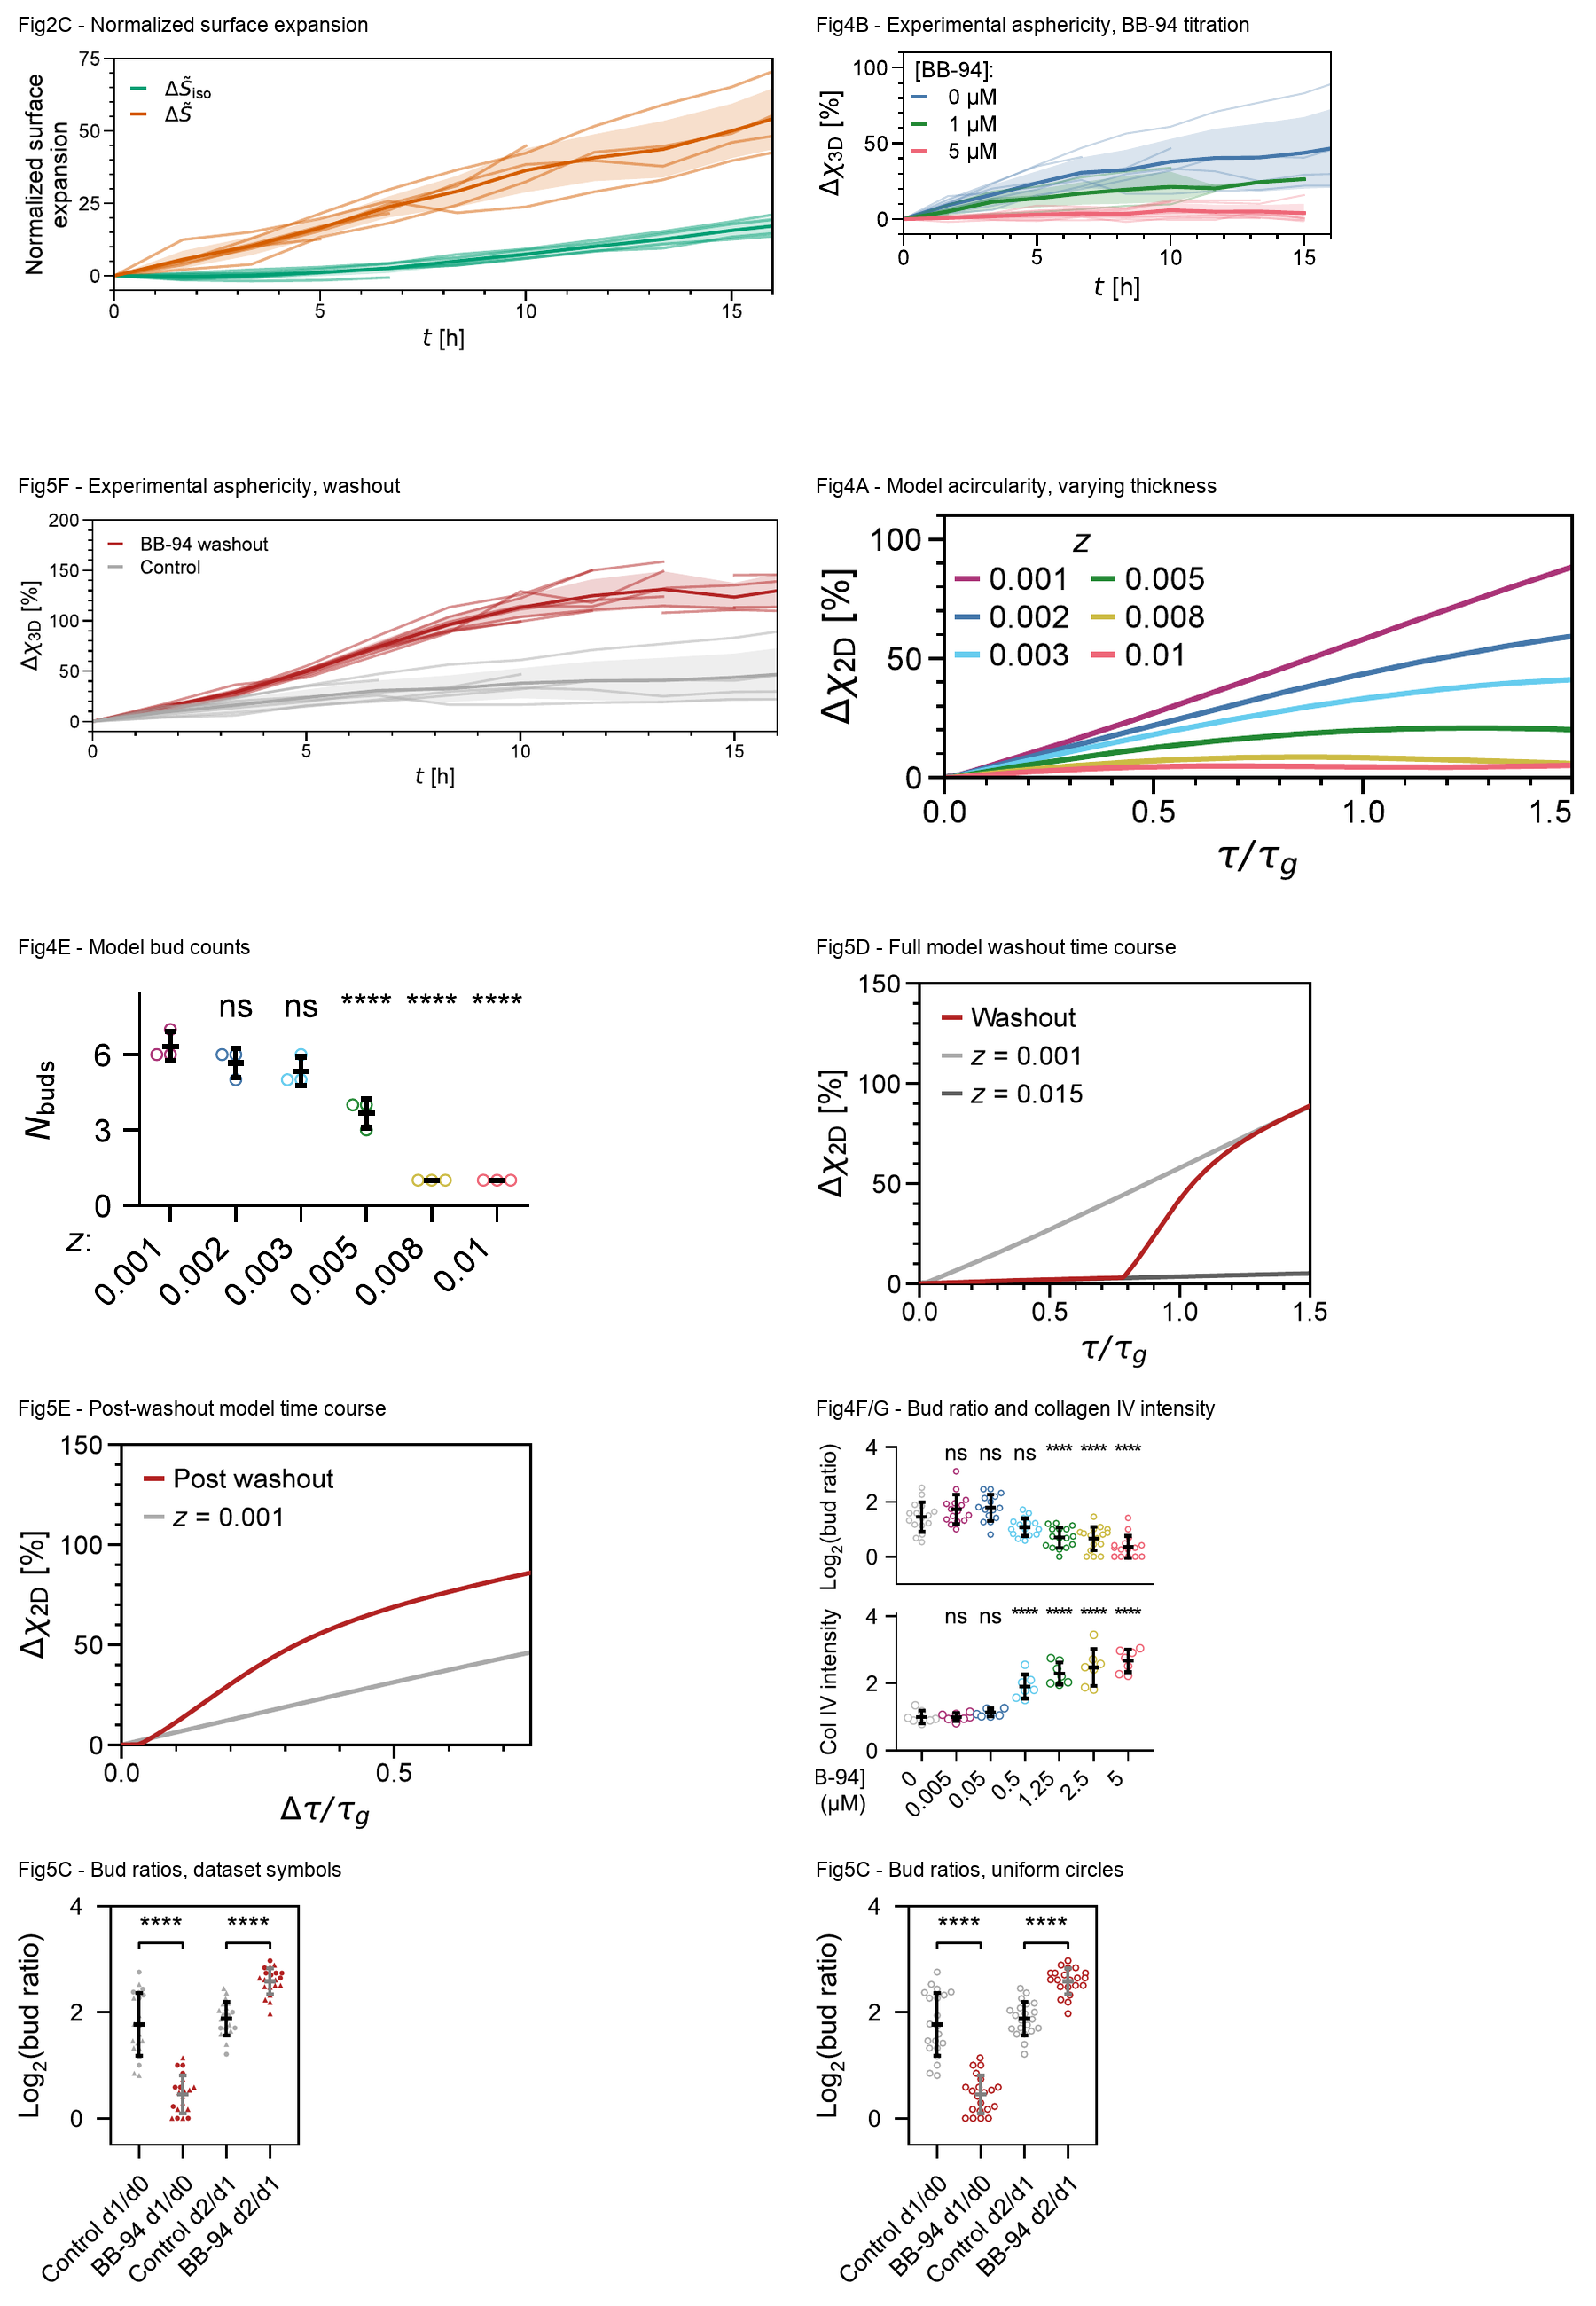 Fig2C - Normalized surface expansion
Normalized surface
expansion
75
50
25
0
ΔS̃iso
ΔS̃
0 5 10 15
t [h]
Fig4B - Experimental asphericity, BB-94 titration
Δχ3D [%]
100
50
0
[BB-94]:
0 µM
1 µM
5 µM
0 5 10 15
t [h]
Fig5F - Experimental asphericity, washout
Δχ3D [%]
200
150
100
50
0
BB-94 washout
Control
0 5 10 15
t [h]
Fig4A - Model acircularity, varying thickness
Δχ2D [%]
100
50
0
z
0.001 0.005
0.002 0.008
0.003 0.01
0.0 0.5 1.0 1.5
τ/τg
Fig4E - Model bud counts
Nbuds
6
3
0
ns ns **** **** ****
z:
0.001 0.002 0.003 0.005 0.008 0.01
Fig5D - Full model washout time course
Δχ2D [%]
150
100
50
0
Washout
z = 0.001
z = 0.015
0.0 0.5 1.0 1.5
τ/τg
Fig5E - Post-washout model time course
Δχ2D [%]
150
100
50
0
Post washout
z = 0.001
0.0 0.5
Δτ/τg
Fig4F/G - Bud ratio and collagen IV intensity
Log2(bud ratio)
4
2
0
ns ns ns **** **** ****
Col IV intensity
4
2
0
ns ns **** **** **** ****
B-94]
(µM)
0 0.005 0.05 0.5 1.25 2.5 5
Fig5C - Bud ratios, dataset symbols
Log2(bud ratio)
4
2
0
**** ****
Control d1/d0
BB-94 d1/d0
Control d2/d1
BB-94 d2/d1
Fig5C - Bud ratios, uniform circles
Log2(bud ratio)
4
2
0
**** ****
Control d1/d0
BB-94 d1/d0
Control d2/d1
BB-94 d2/d1